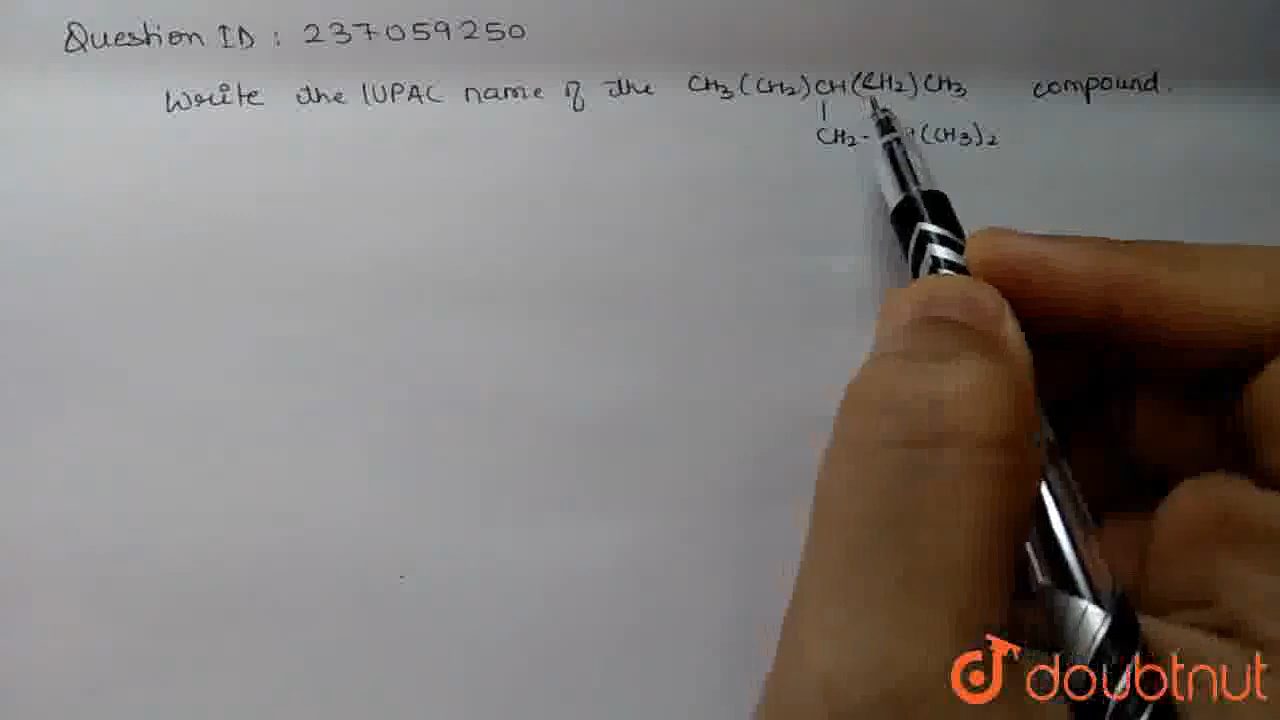 Question ID : 237059250
Write the IUPAC name of the CH3(CH2)CH(CH2)CH3 compound.
|
CH2- (CH3)2
doubtnut